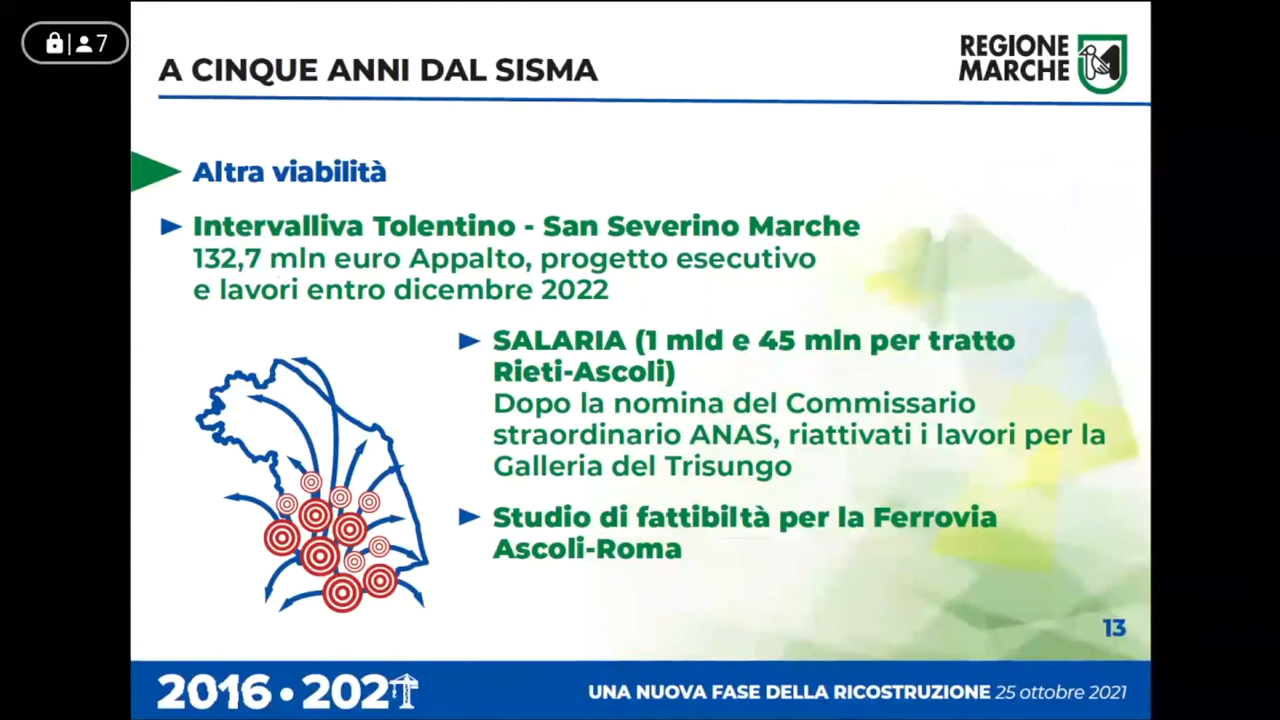 7
A CINQUE ANNI DAL SISMA
REGIONE
MARCHE
Altra viabilità
Intervalliva Tolentino - San Severino Marche
132,7 mln euro Appalto, progetto esecutivo
e lavori entro dicembre 2022
SALARIA (1 mld e 45 mln per tratto
Rieti-Ascoli)
Dopo la nomina del Commissario
straordinario ANAS, riattivati i lavori per la
Galleria del Trisungo
Studio di fattibiltà per la Ferrovia
Ascoli-Roma
13
2016 • 2021
UNA NUOVA FASE DELLA RICOSTRUZIONE 25 ottobre 2021